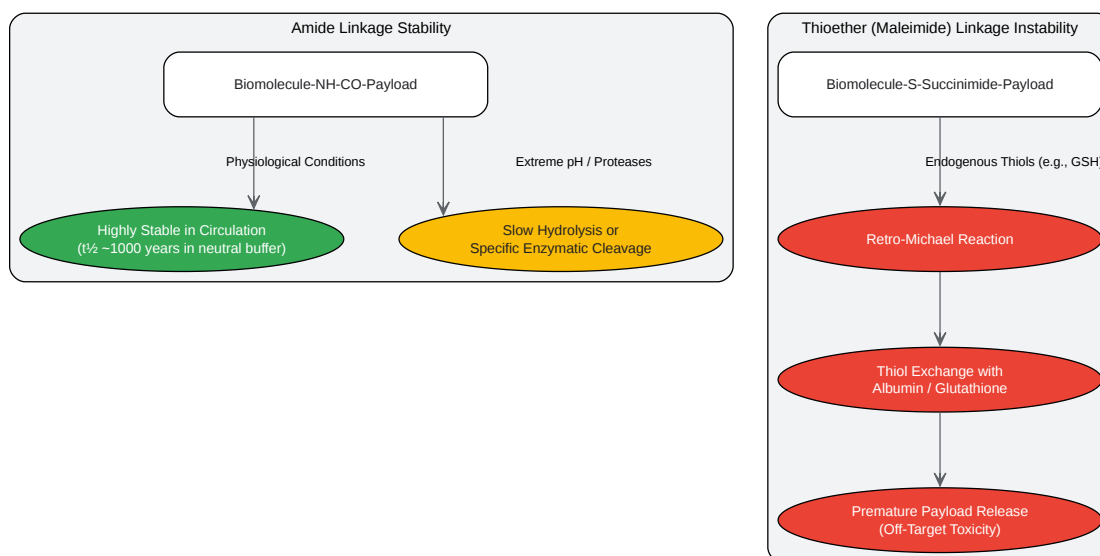 Amide Linkage Stability
Biomolecule-NH-CO-Payload
Physiological Conditions
Extreme pH / Proteases
Highly Stable in Circulation
(t½ ~1000 years in neutral buffer)
Slow Hydrolysis or
Specific Enzymatic Cleavage
Thioether (Maleimide) Linkage Instability
Biomolecule-S-Succinimide-Payload
Endogenous Thiols (e.g., GSH)
Retro-Michael Reaction
Thiol Exchange with
Albumin / Glutathione
Premature Payload Release
(Off-Target Toxicity)